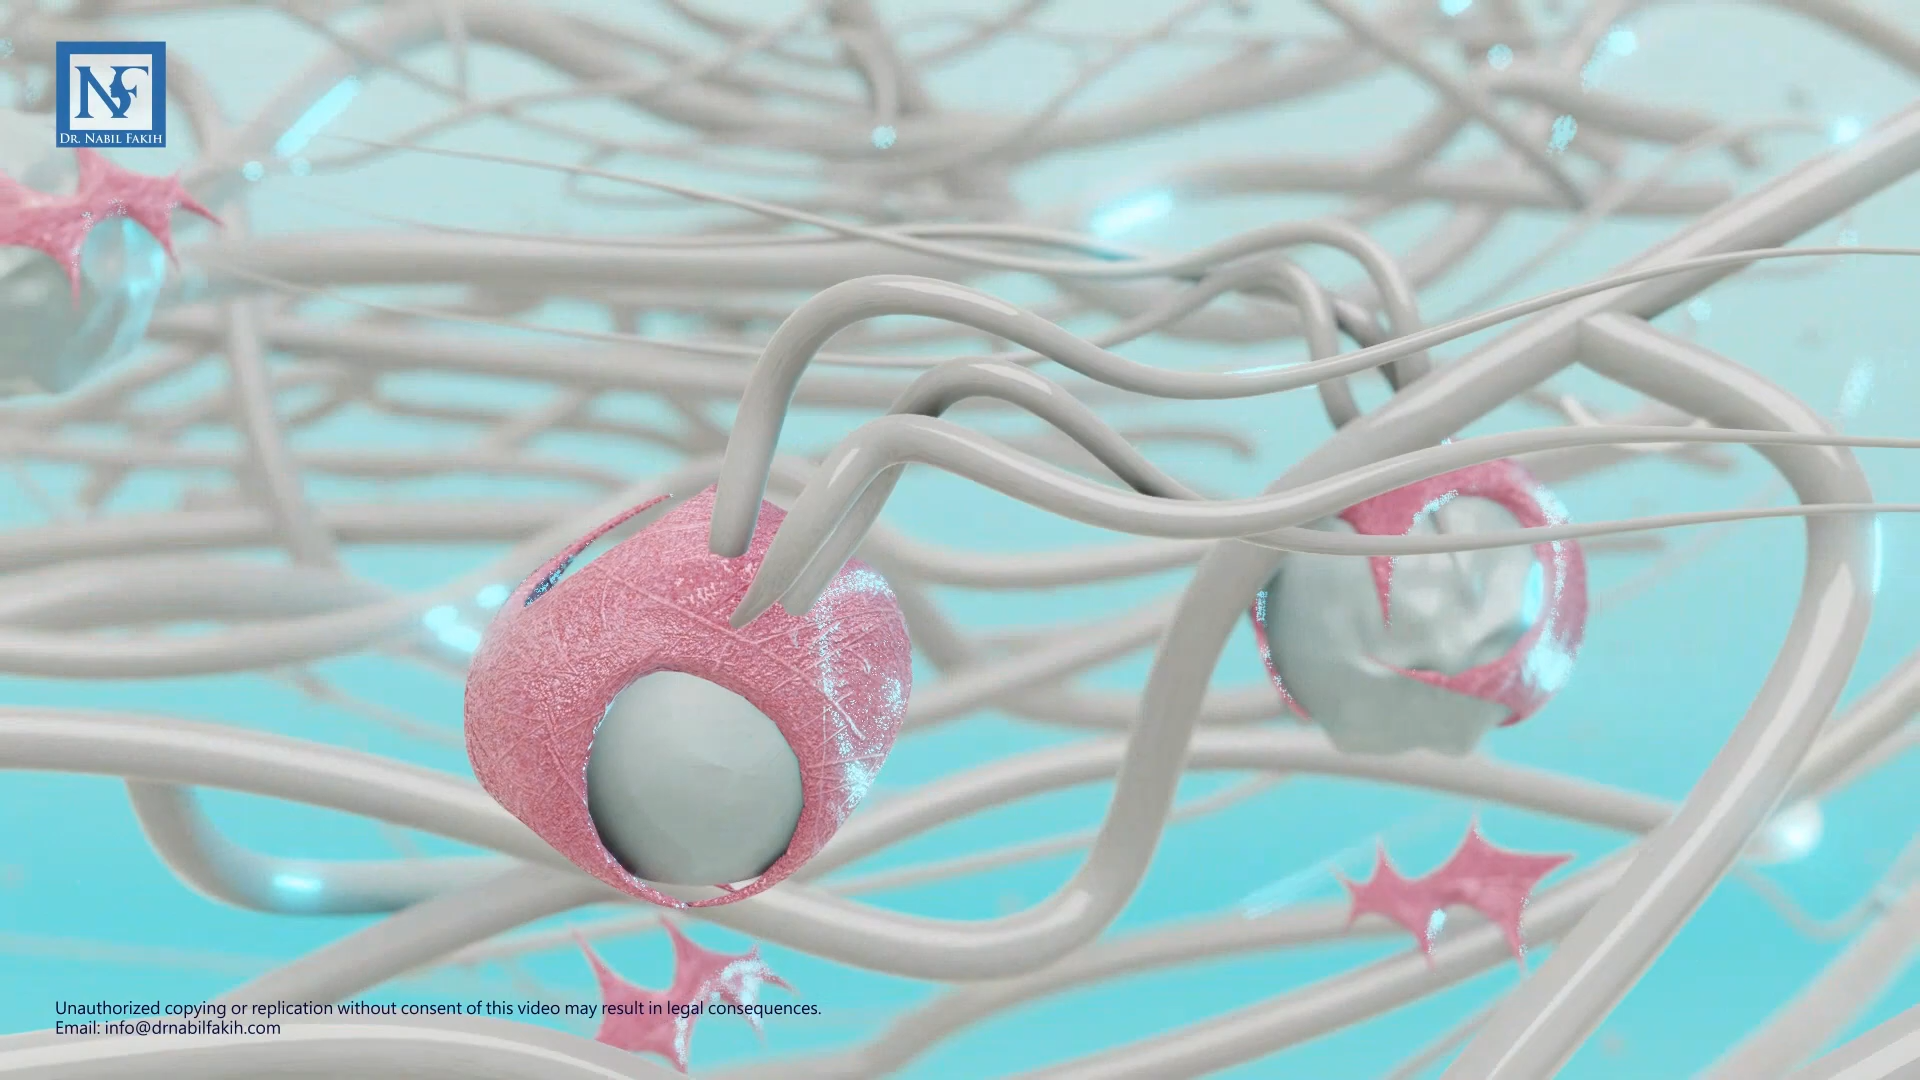 NF
DR. NABIL FAKIH
Unauthorized copying or replication without consent of this video may result in legal consequences.
Email: info@drnabilfakih.com